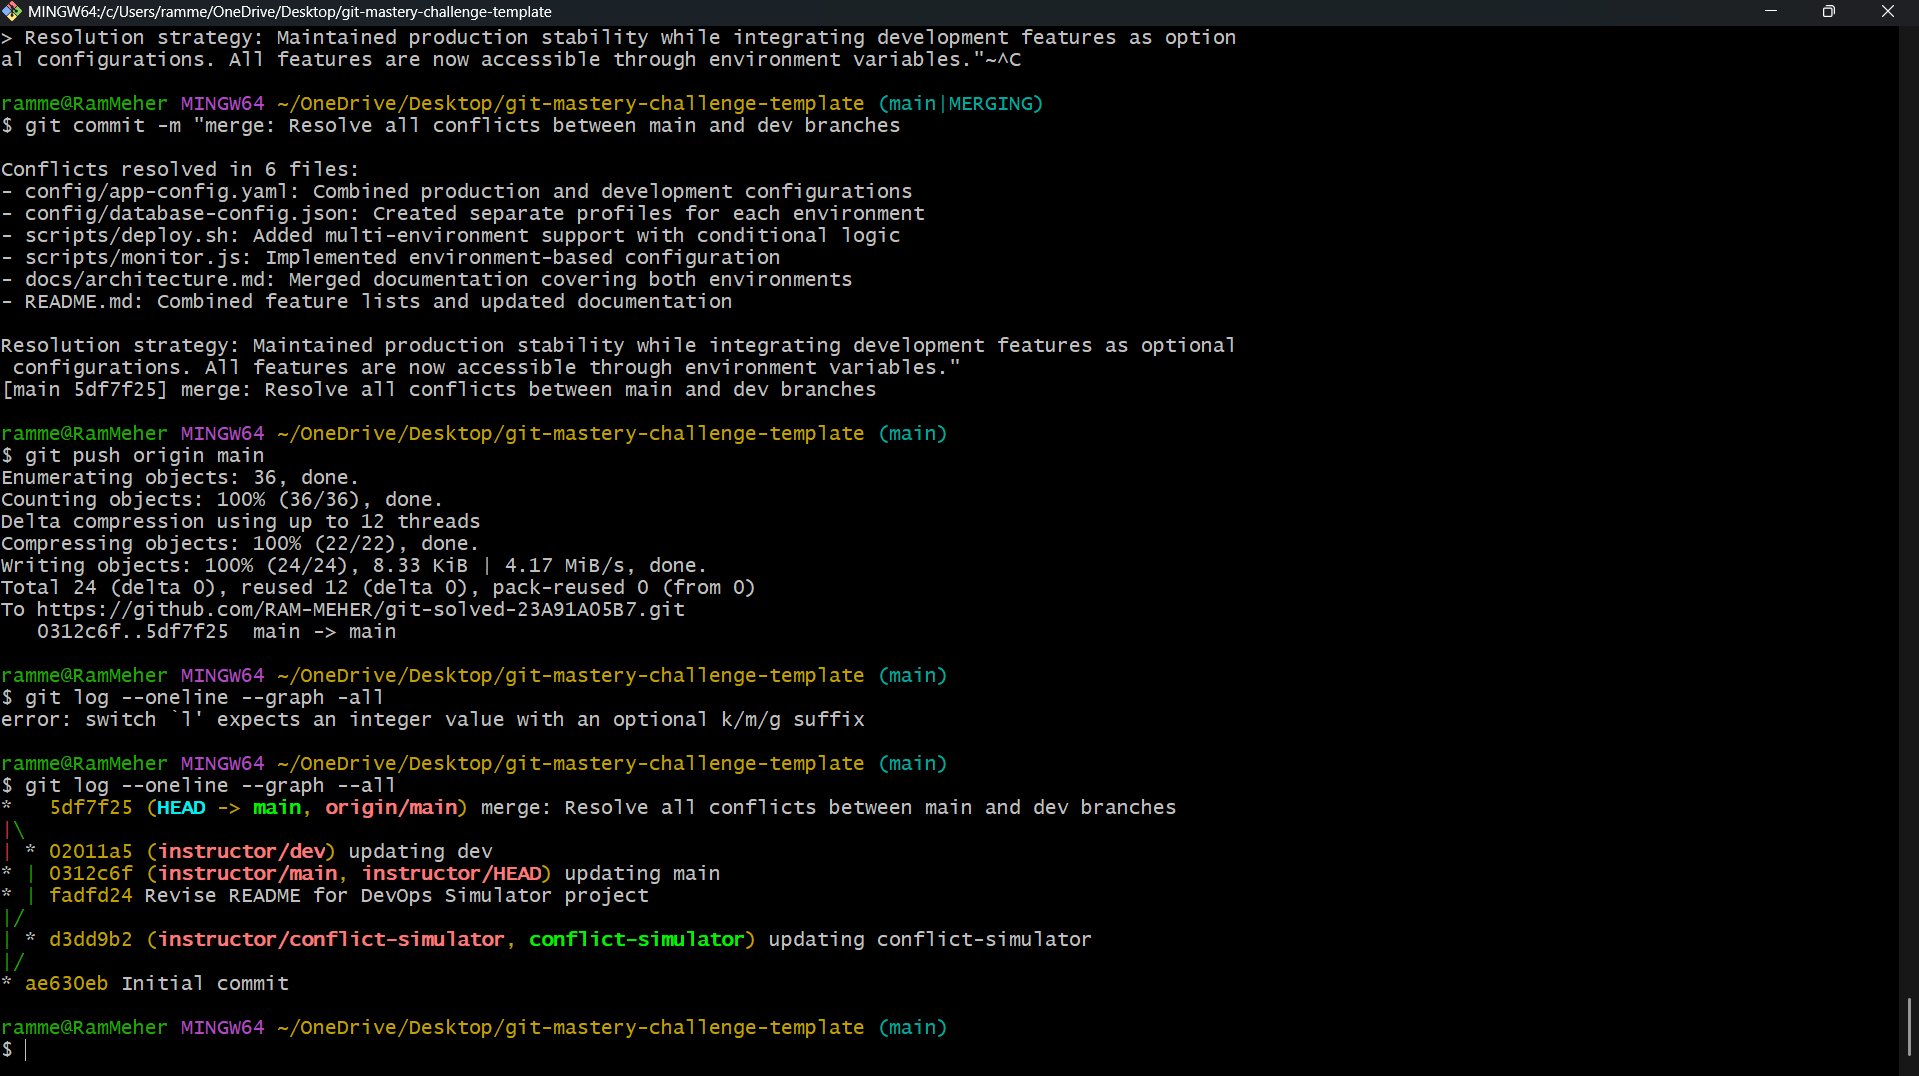 MINGW64:/c/Users/ramme/OneDrive/Desktop/git-mastery-challenge-template
> Resolution strategy: Maintained production stability while integrating development features as option
al configurations. All features are now accessible through environment variables."~^C
ramme@RamMeher MINGW64 ~/OneDrive/Desktop/git-mastery-challenge-template (main|MERGING)
$ git commit -m "merge: Resolve all conflicts between main and dev branches
Conflicts resolved in 6 files:
- config/app-config.yaml: Combined production and development configurations
- config/database-config.json: Created separate profiles for each environment
- scripts/deploy.sh: Added multi-environment support with conditional logic
- scripts/monitor.js: Implemented environment-based configuration
- docs/architecture.md: Merged documentation covering both environments
- README.md: Combined feature lists and updated documentation
Resolution strategy: Maintained production stability while integrating development features as optional
 configurations. All features are now accessible through environment variables."
[main 5df7f25] merge: Resolve all conflicts between main and dev branches
ramme@RamMeher MINGW64 ~/OneDrive/Desktop/git-mastery-challenge-template (main)
$ git push origin main
Enumerating objects: 36, done.
Counting objects: 100% (36/36), done.
Delta compression using up to 12 threads
Compressing objects: 100% (22/22), done.
Writing objects: 100% (24/24), 8.33 KiB | 4.17 MiB/s, done.
Total 24 (delta 0), reused 12 (delta 0), pack-reused 0 (from 0)
To https://github.com/RAM-MEHER/git-solved-23A91A05B7.git
   0312c6f..5df7f25  main -> main
ramme@RamMeher MINGW64 ~/OneDrive/Desktop/git-mastery-challenge-template (main)
$ git log --oneline --graph -all
error: switch `l' expects an integer value with an optional k/m/g suffix
ramme@RamMeher MINGW64 ~/OneDrive/Desktop/git-mastery-challenge-template (main)
$ git log --oneline --graph --all
*   5df7f25 (HEAD -> main, origin/main) merge: Resolve all conflicts between main and dev branches
|\
| * 02011a5 (instructor/dev) updating dev
* | 0312c6f (instructor/main, instructor/HEAD) updating main
* | fadfd24 Revise README for DevOps Simulator project
|/
| * d3dd9b2 (instructor/conflict-simulator, conflict-simulator) updating conflict-simulator
|/
* ae630eb Initial commit
ramme@RamMeher MINGW64 ~/OneDrive/Desktop/git-mastery-challenge-template (main)
$